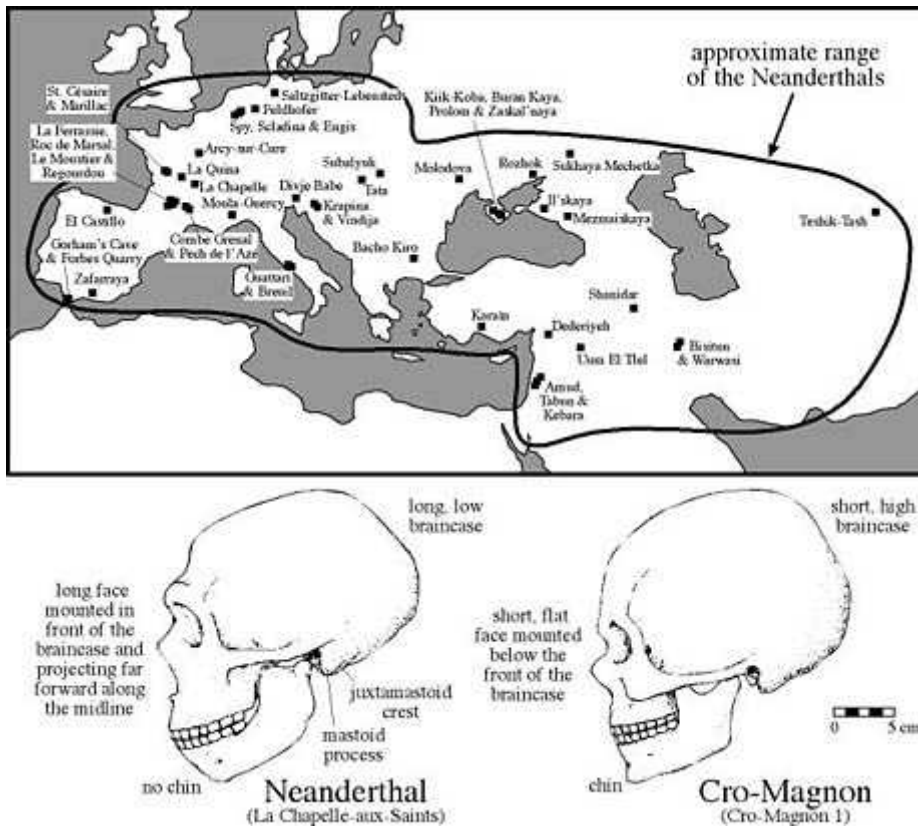 approximate range
of the Neanderthals
St. Césaire
& Marillac
Saltzgitter-Lebenstedt
Feldhofer
Spy, Scladina & Engis
Kiik-Koba, Buran Kaya,
Prolom & Zaskal'naya
La Ferrassie,
Roc de Marsal,
Le Moustier &
Regourdou
Arcy-sur-Cure
La Quina
La Chapelle
Moula-Guercy
Subalyuk
Tata
Divje Babe
Krapina
& Vindija
Molodova
Rozhok
Sukhaya Mechetka
Il'skaya
Mezmaiskaya
Teshik-Tash
El Castillo
Gorham's Cave
& Forbes Quarry
Zafarraya
Combe Grenal
& Pech de l'Azé
Guattari
& Breuil
Bacho Kiro
Karain
Shanidar
Dederiyeh
Umm El Tlel
Bisitun
& Warwasi
Amud,
Tabun &
Kebara
long, low
braincase
short, high
braincase
long face
mounted in
front of the
braincase and
projecting far
forward along
the midline
short, flat
face mounted
below the
front of the
braincase
juxtamastoid
crest
mastoid
process
0 5 cm
no chin
chin
Neanderthal
(La Chapelle-aux-Saints)
Cro-Magnon
(Cro-Magnon 1)